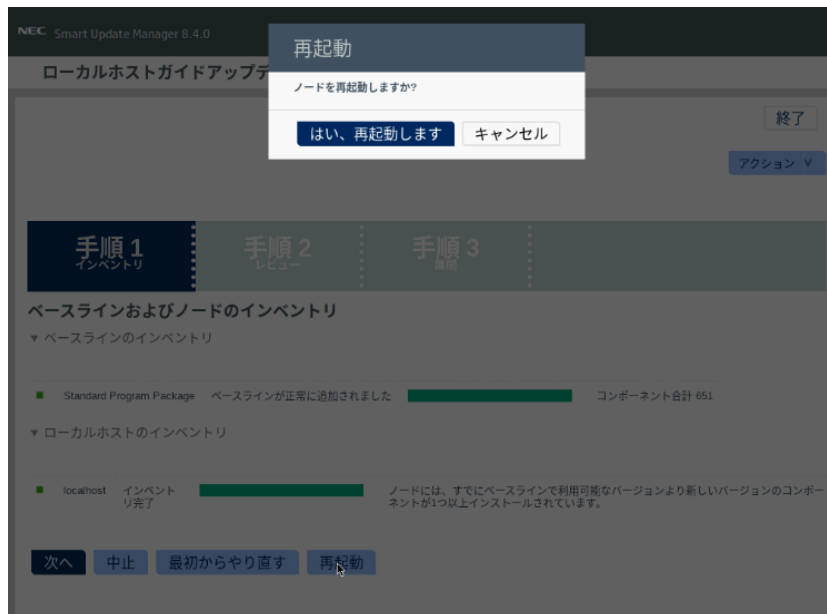 NEC Smart Update Manager 8.4.0
ローカルホストガイドアップデ
再起動
ノードを再起動しますか?
はい、再起動します キャンセル
終了
アクション
手順 1
インベントリ
手順 2
レビュー
手順 3
展開
ベースラインおよびノードのインベントリ
ベースラインのインベントリ
Standard Program Package ベースラインが正常に追加されました コンポーネント合計 651
ローカルホストのインベントリ
localhost インベント
リ完了
ノードには、すでにベースラインで利用可能なバージョンより新しいバージョンのコンポー
ネントが1つ以上インストールされています。
次へ 中止 最初からやり直す 再起動